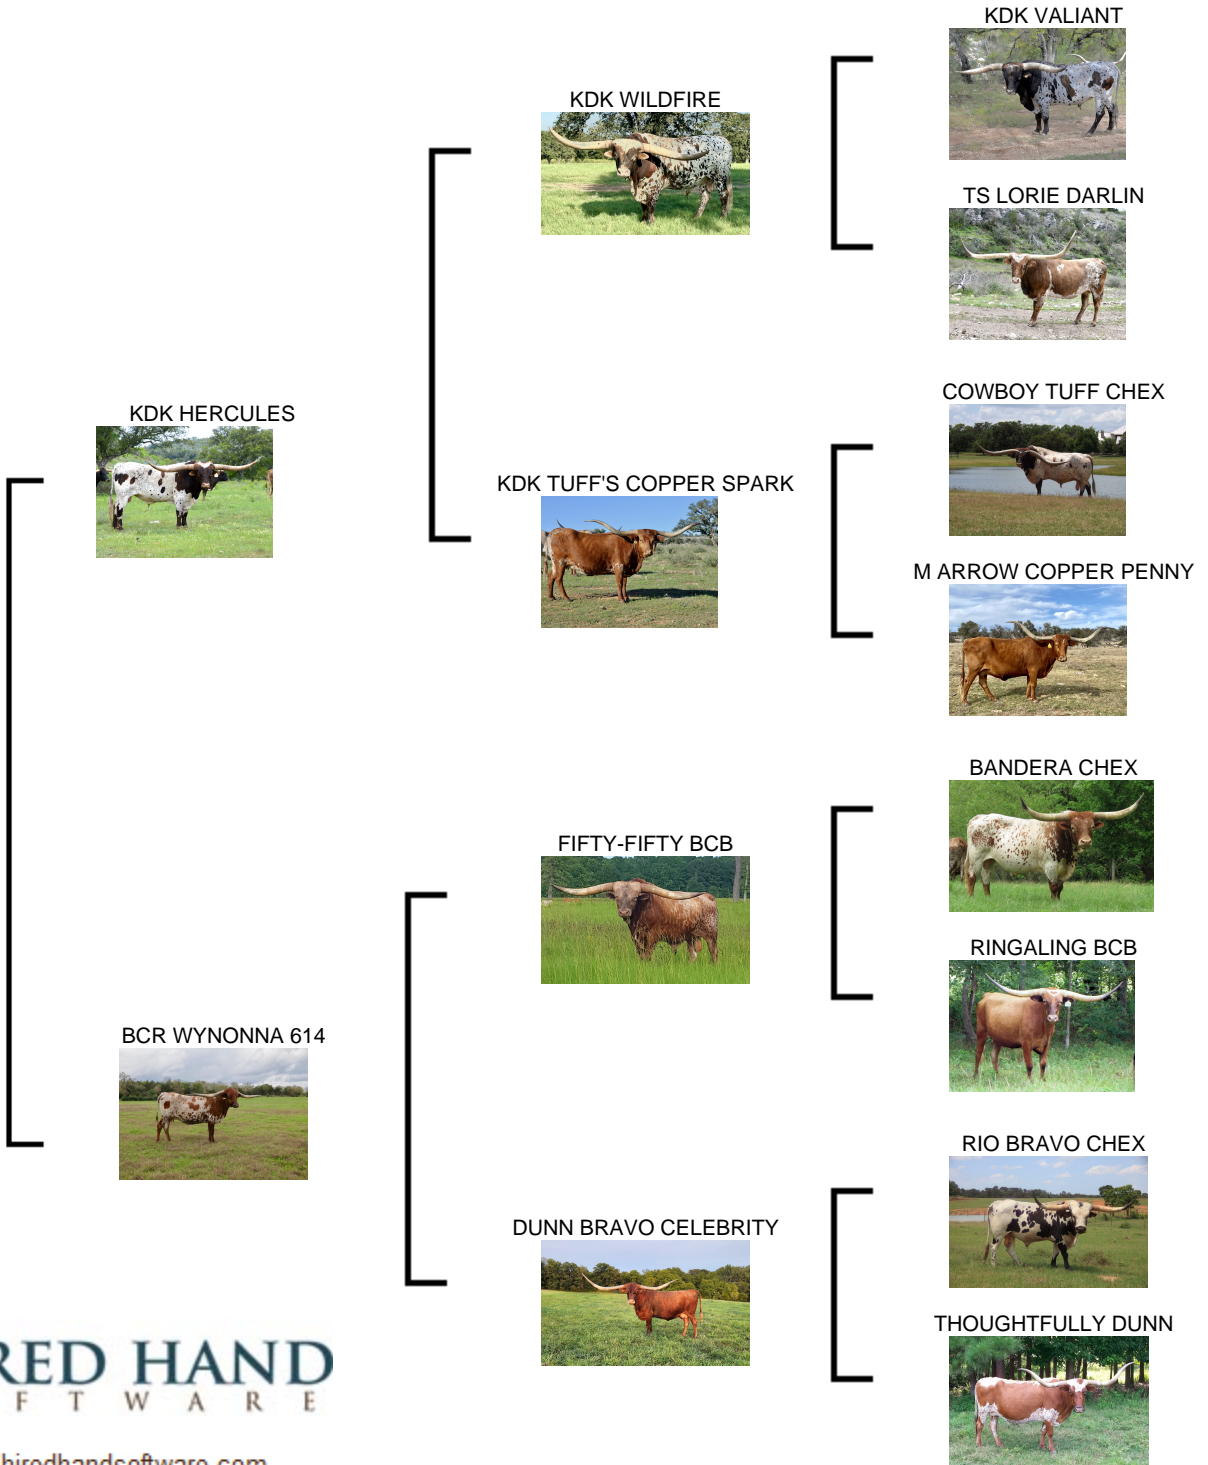 KDK VALIANT
KDK WILDFIRE
TS LORIE DARLIN
COWBOY TUFF CHEX
KDK HERCULES
KDK TUFF'S COPPER SPARK
M ARROW COPPER PENNY
BANDERA CHEX
FIFTY-FIFTY BCB
RINGALING BCB
BCR WYNONNA 614
RIO BRAVO CHEX
DUNN BRAVO CELEBRITY
THOUGHTFULLY DUNN
RED HAND
F T W A R E
hiredhandsoftware.com